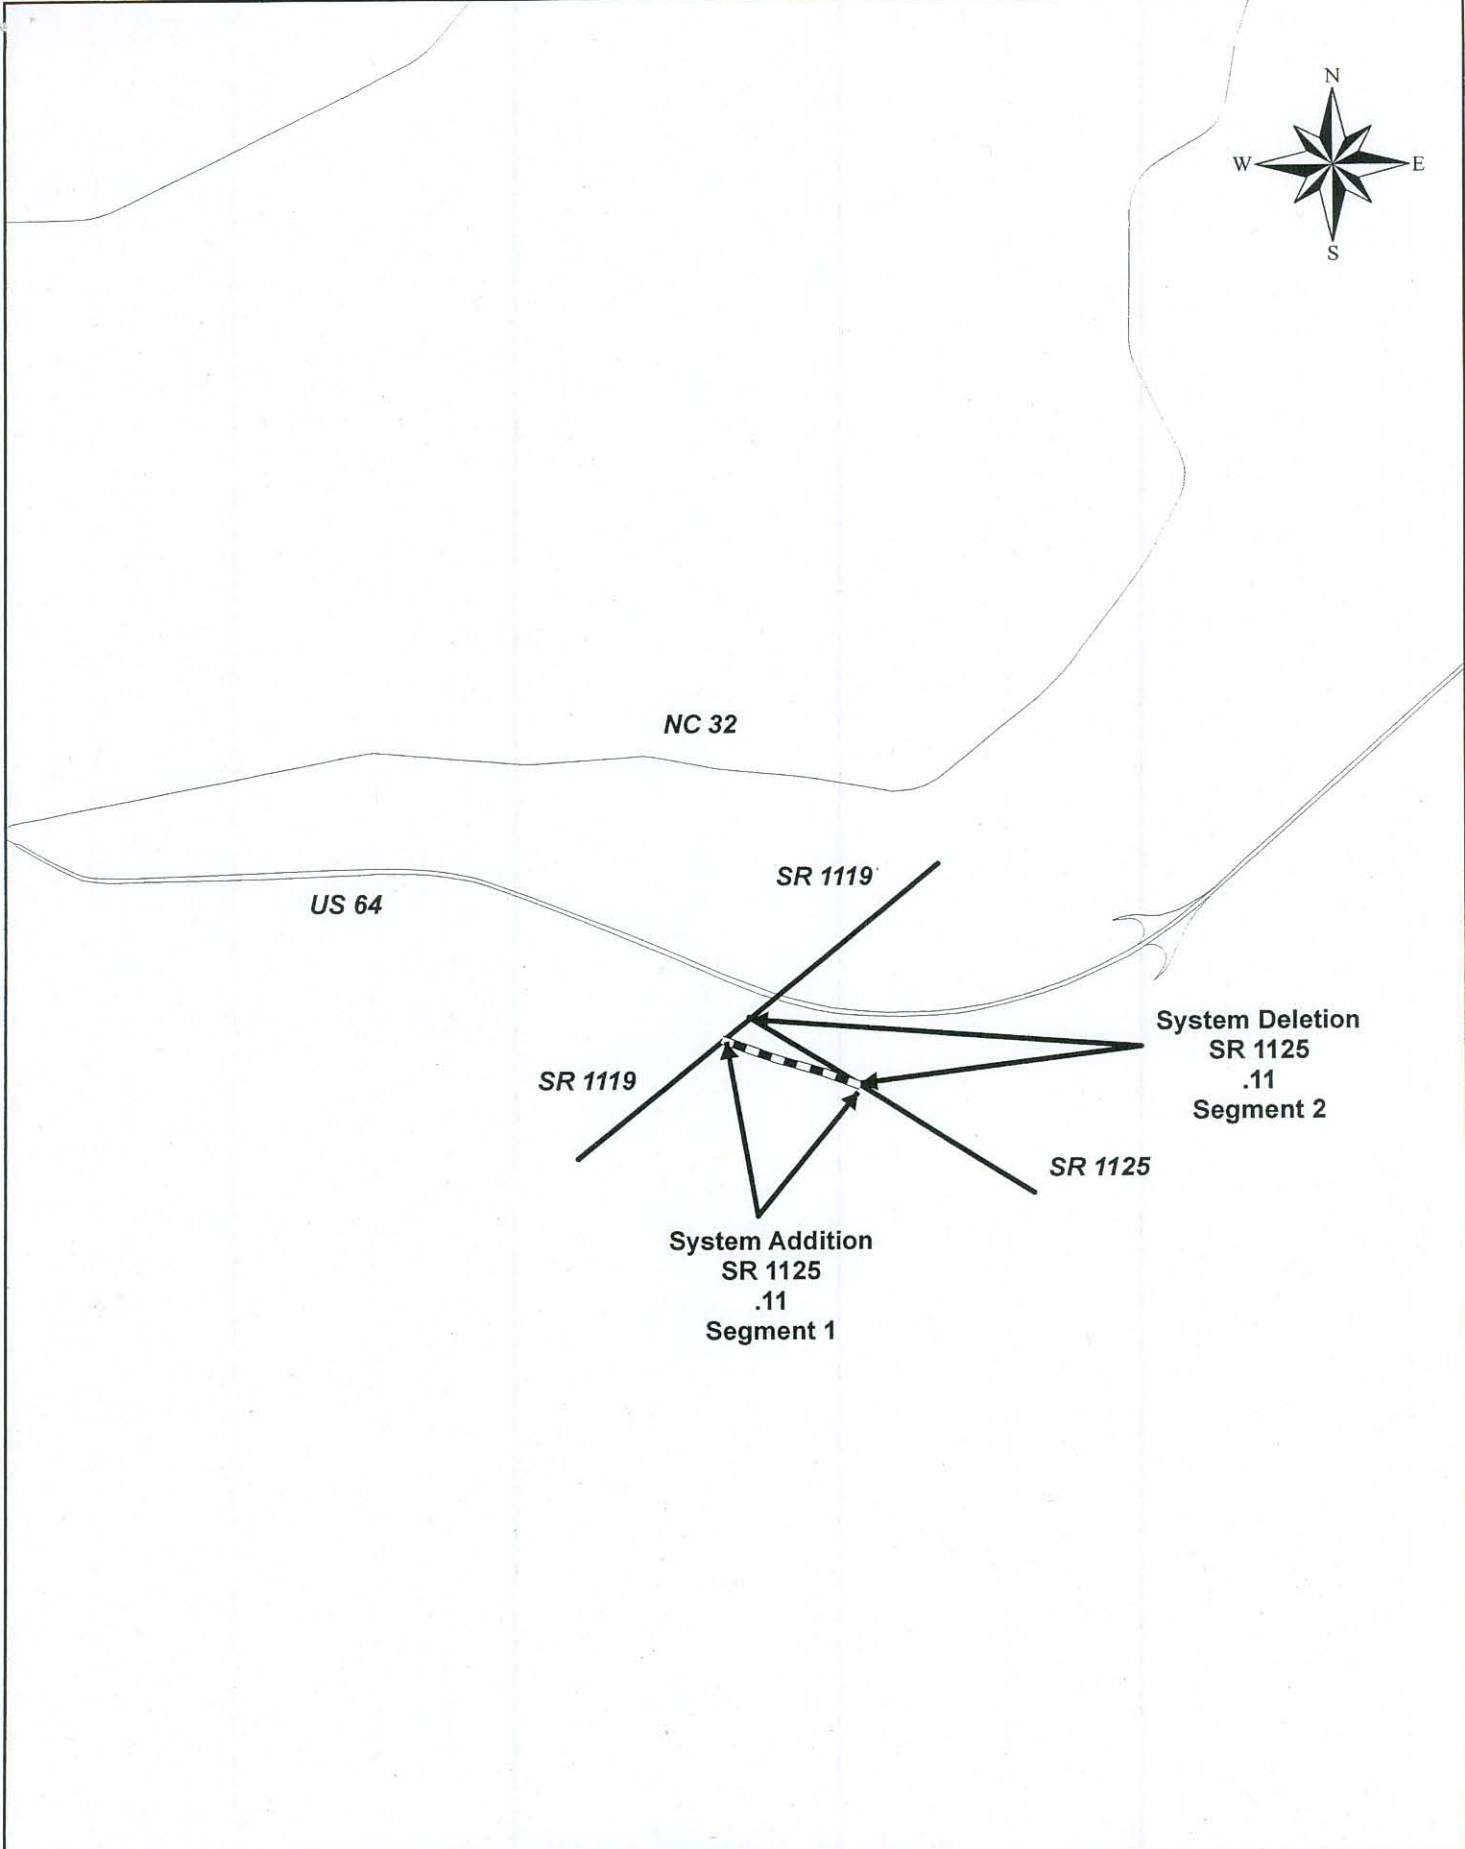 N
W E
S
NC 32
SR 1119
US 64
System Deletion
SR 1125
.11
Segment 2
SR 1119
SR 1125
System Addition
SR 1125
.11
Segment 1